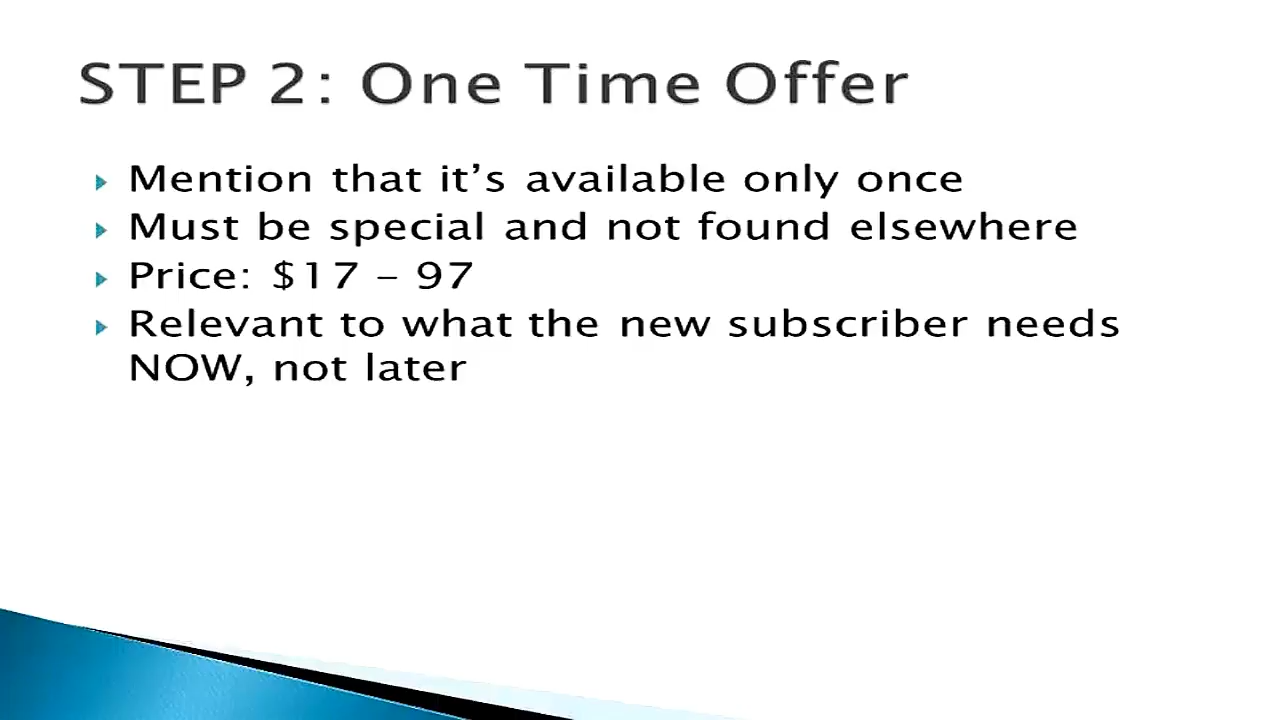 STEP 2: One Time Offer
Mention that it’s available only once
Must be special and not found elsewhere
Price: $17 – 97
Relevant to what the new subscriber needs
NOW, not later